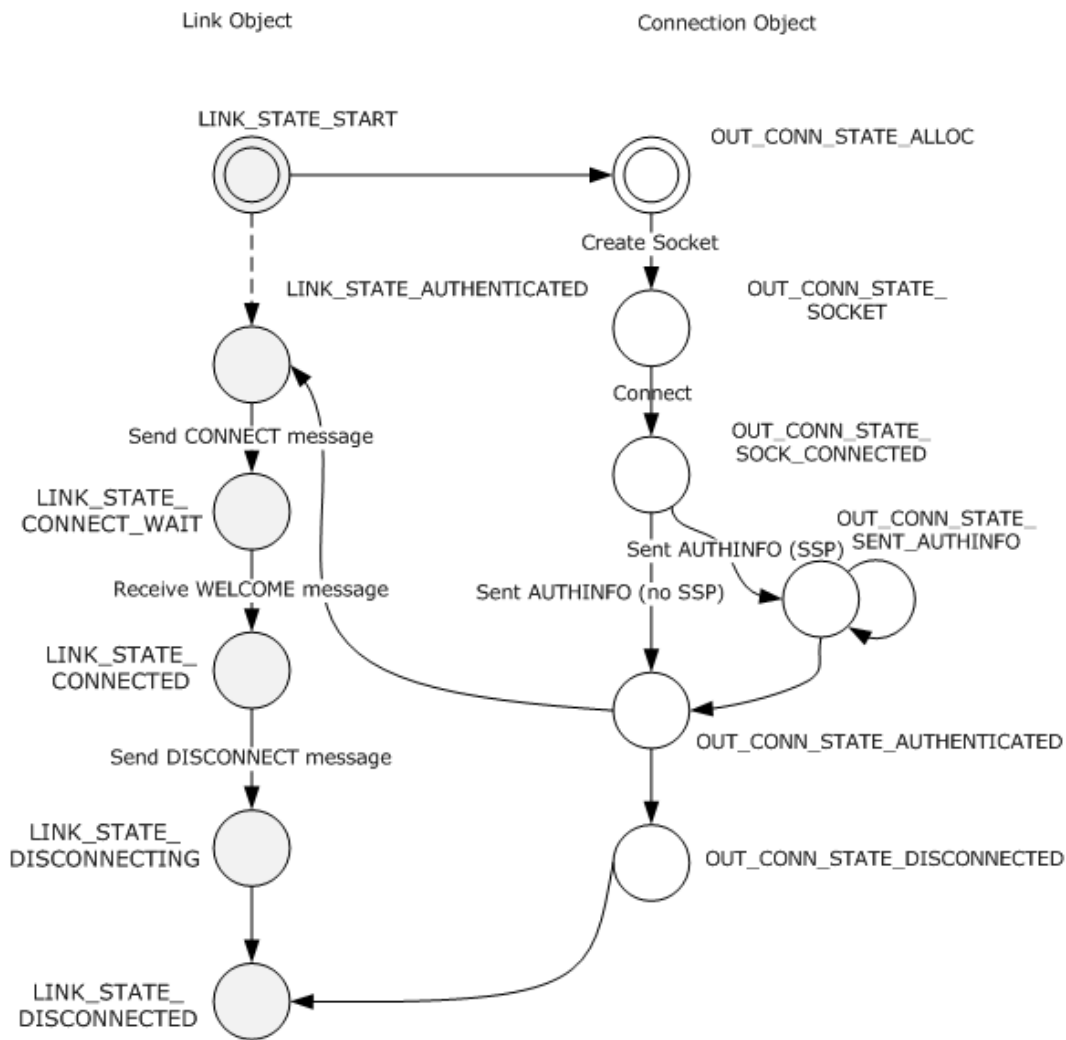 Link Object
Connection Object
LINK_STATE_START
OUT_CONN_STATE_ALLOC
Create Socket
LINK_STATE_AUTHENTICATED
OUT_CONN_STATE_
SOCKET
Connect
Send CONNECT message
OUT_CONN_STATE_
SOCK_CONNECTED
LINK_STATE_
CONNECT_WAIT
OUT_CONN_STATE_
SENT_AUTHINFO
Sent AUTHINFO (SSP)
Receive WELCOME message
Sent AUTHINFO (no SSP)
LINK_STATE_
CONNECTED
OUT_CONN_STATE_AUTHENTICATED
Send DISCONNECT message
LINK_STATE_
DISCONNECTING
OUT_CONN_STATE_DISCONNECTED
LINK_STATE_
DISCONNECTED